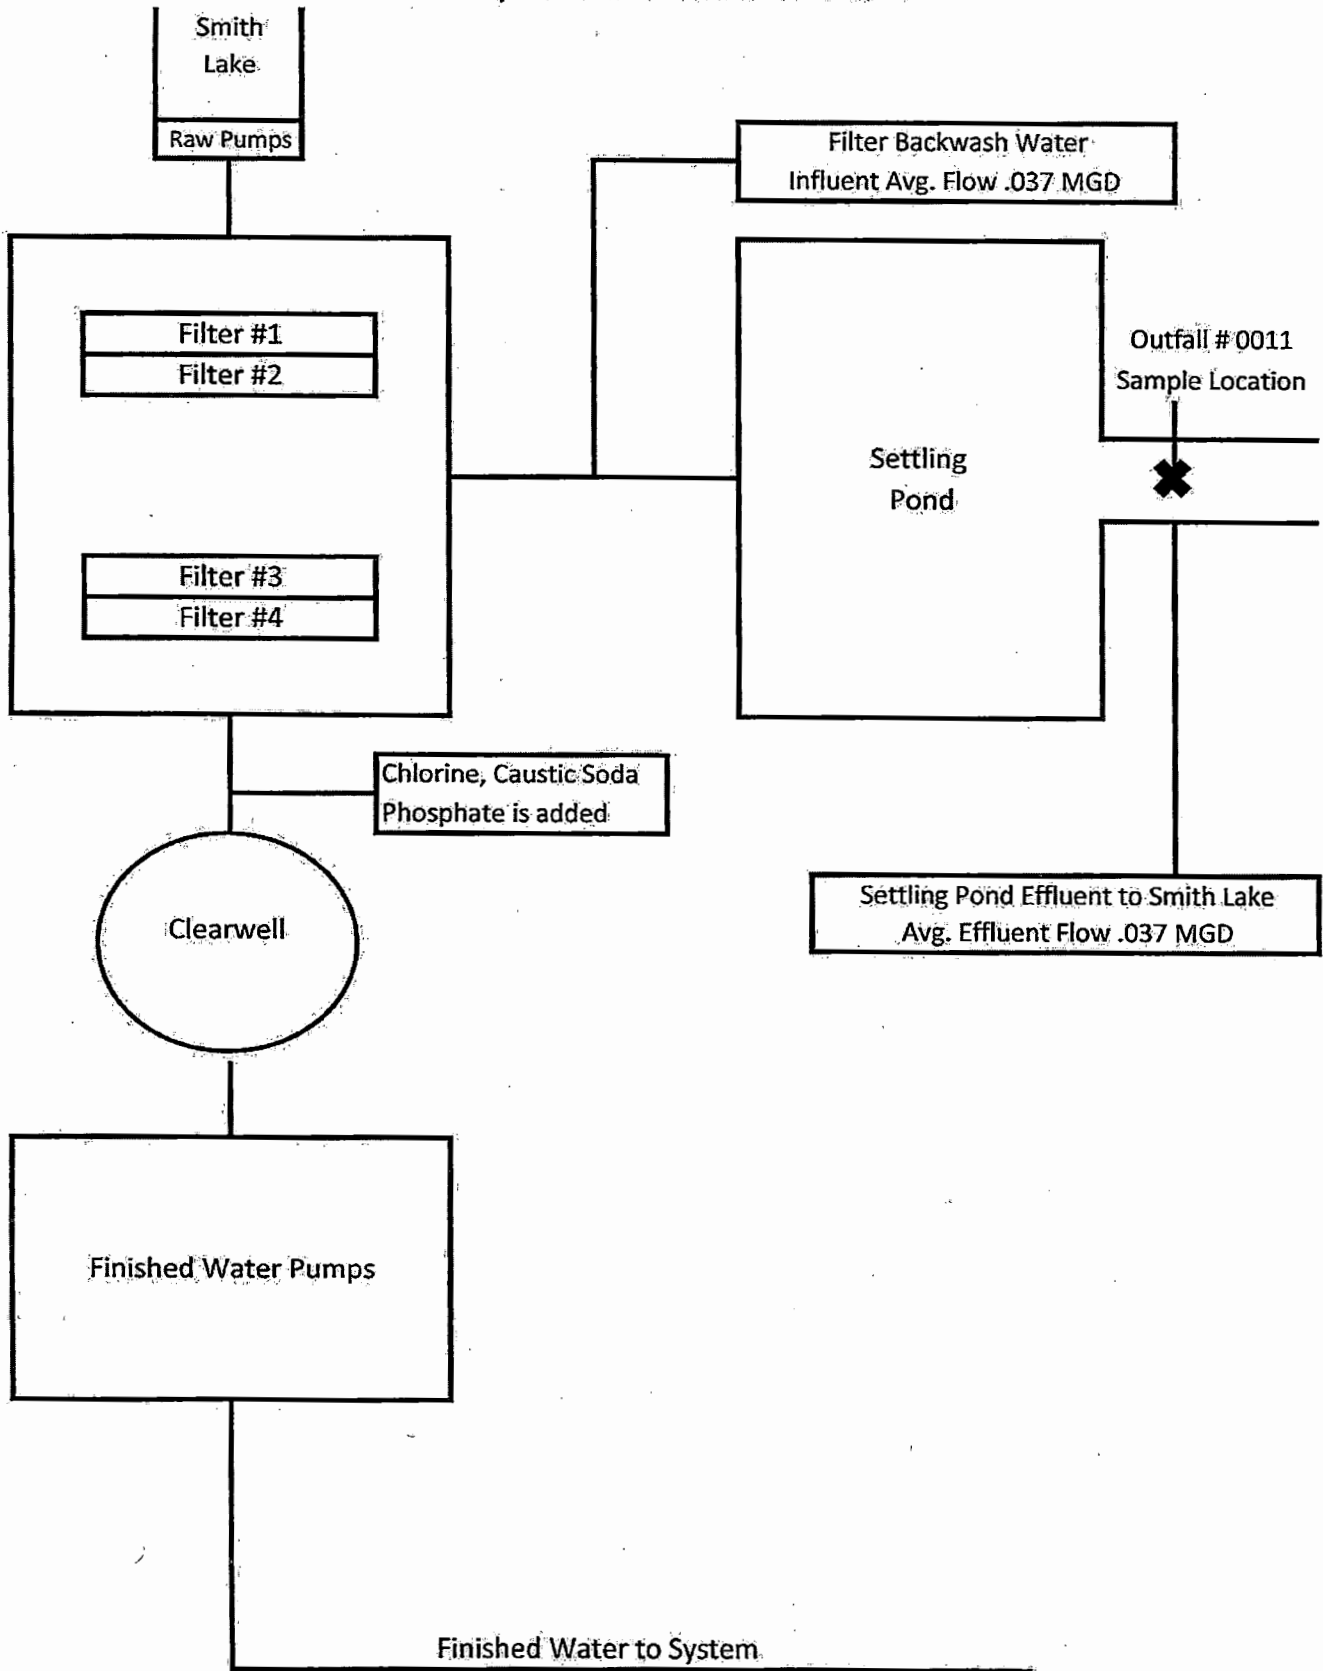 Smith
Lake
Raw Pumps
Filter Backwash Water
Influent Avg. Flow .037 MGD
Filter #1
Filter #2
Outfall # 0011
Sample Location
Settling
Pond
Filter #3
Filter #4
Chlorine, Caustic Soda
Phosphate is added
Settling Pond Effluent to Smith Lake
Avg. Effluent Flow .037 MGD
Clearwell
Finished Water Pumps
Finished Water to System